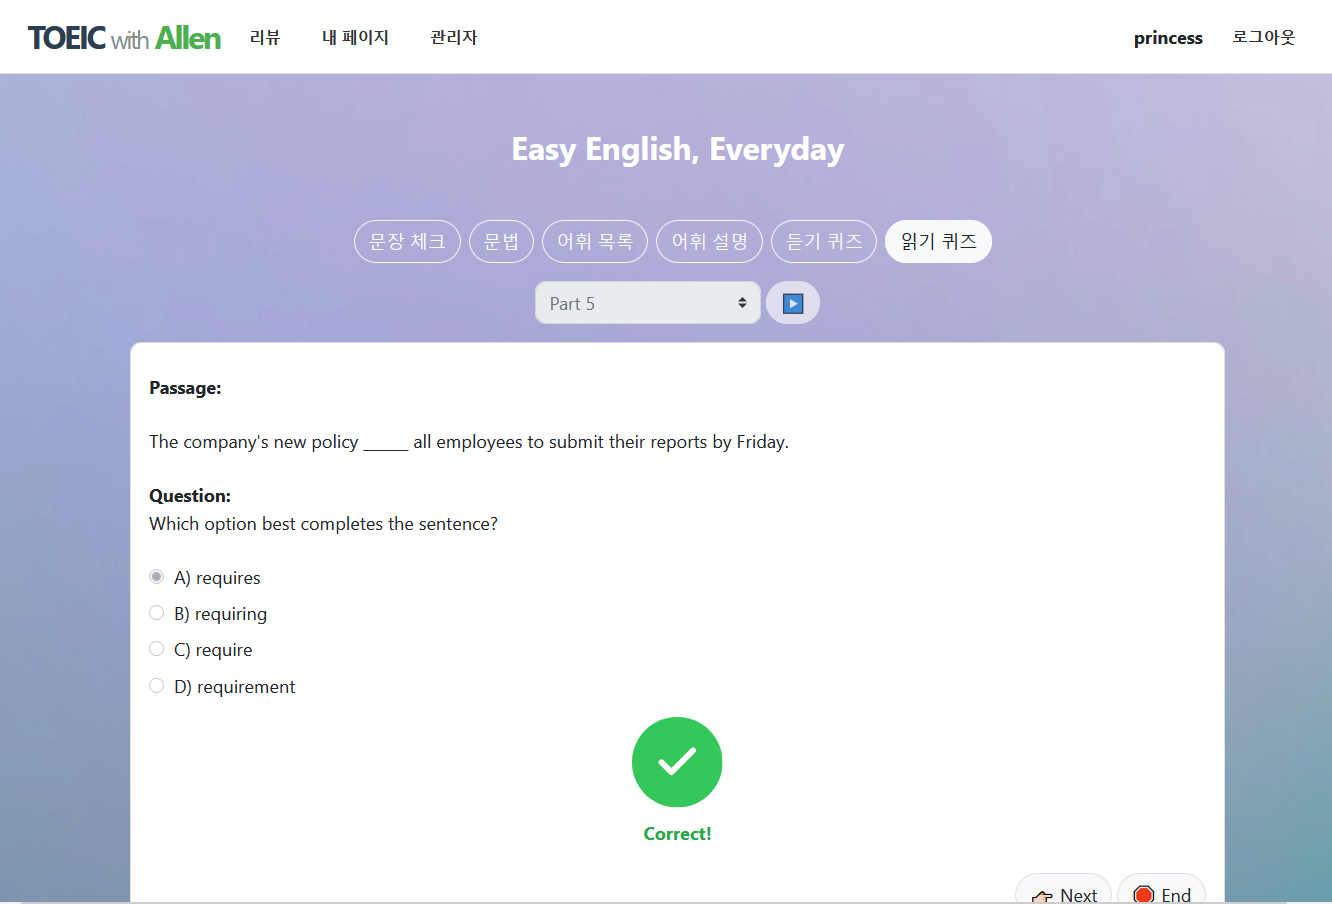 TOEIC with Allen 리뷰 내 페이지 관리자 princess 로그아웃
Easy English, Everyday
문장 체크 문법 어휘 목록 어휘 설명 듣기 퀴즈 읽기 퀴즈
Part 5
Passage:
The company's new policy _____ all employees to submit their reports by Friday.
Question:
Which option best completes the sentence?
A) requires
B) requiring
C) require
D) requirement
Correct!
Next End